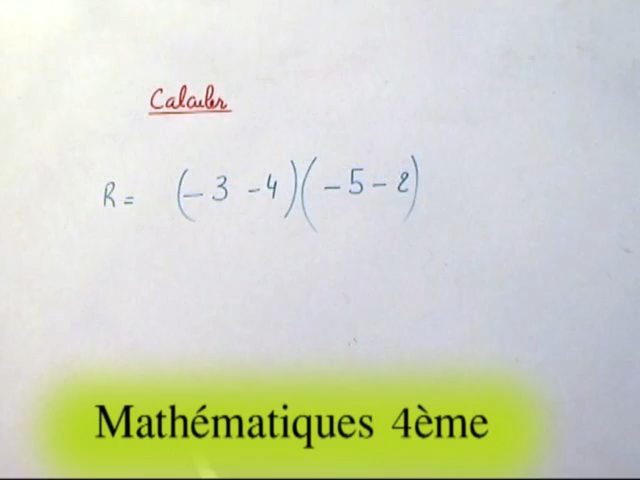 Calculer
R = (-3 -4)(-5-2)
Mathématiques 4ème